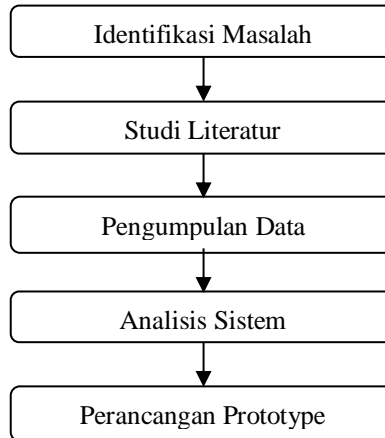 Identifikasi Masalah
Studi Literatur
Pengumpulan Data
Analisis Sistem
Perancangan Prototype